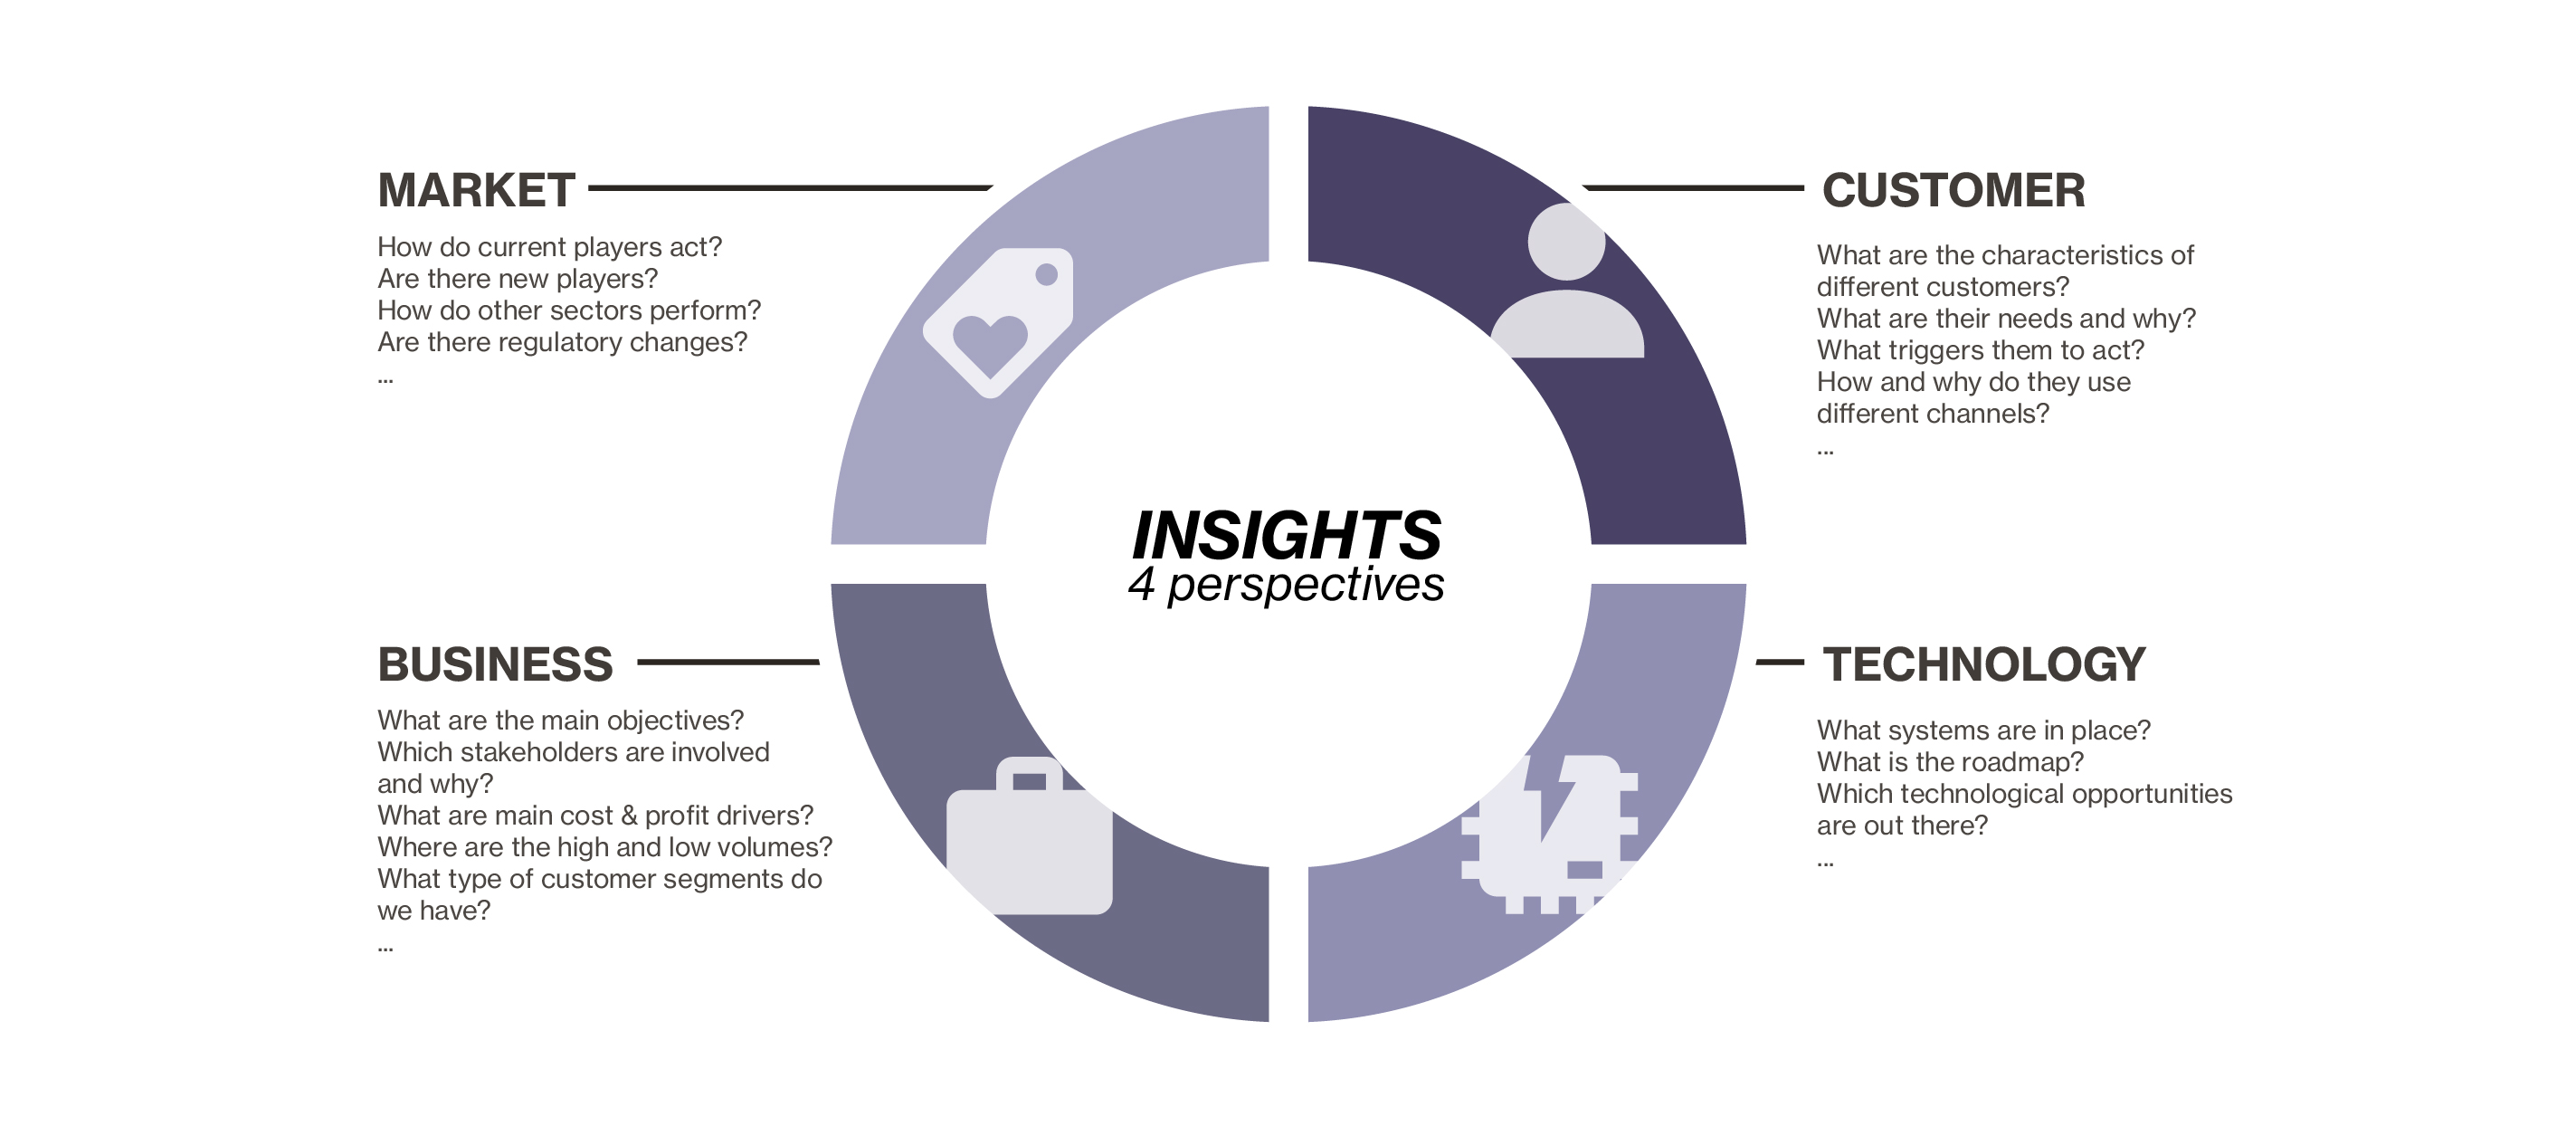 MARKET
How do current players act?
Are there new players?
How do other sectors perform?
Are there regulatory changes?
...
CUSTOMER
What are the characteristics of
different customers?
What are their needs and why?
What triggers them to act?
How and why do they use
different channels?
...
INSIGHTS
4 perspectives
BUSINESS
What are the main objectives?
Which stakeholders are involved
and why?
What are main cost & profit drivers?
Where are the high and low volumes?
What type of customer segments do
we have?
...
TECHNOLOGY
What systems are in place?
What is the roadmap?
Which technological opportunities
are out there?
...